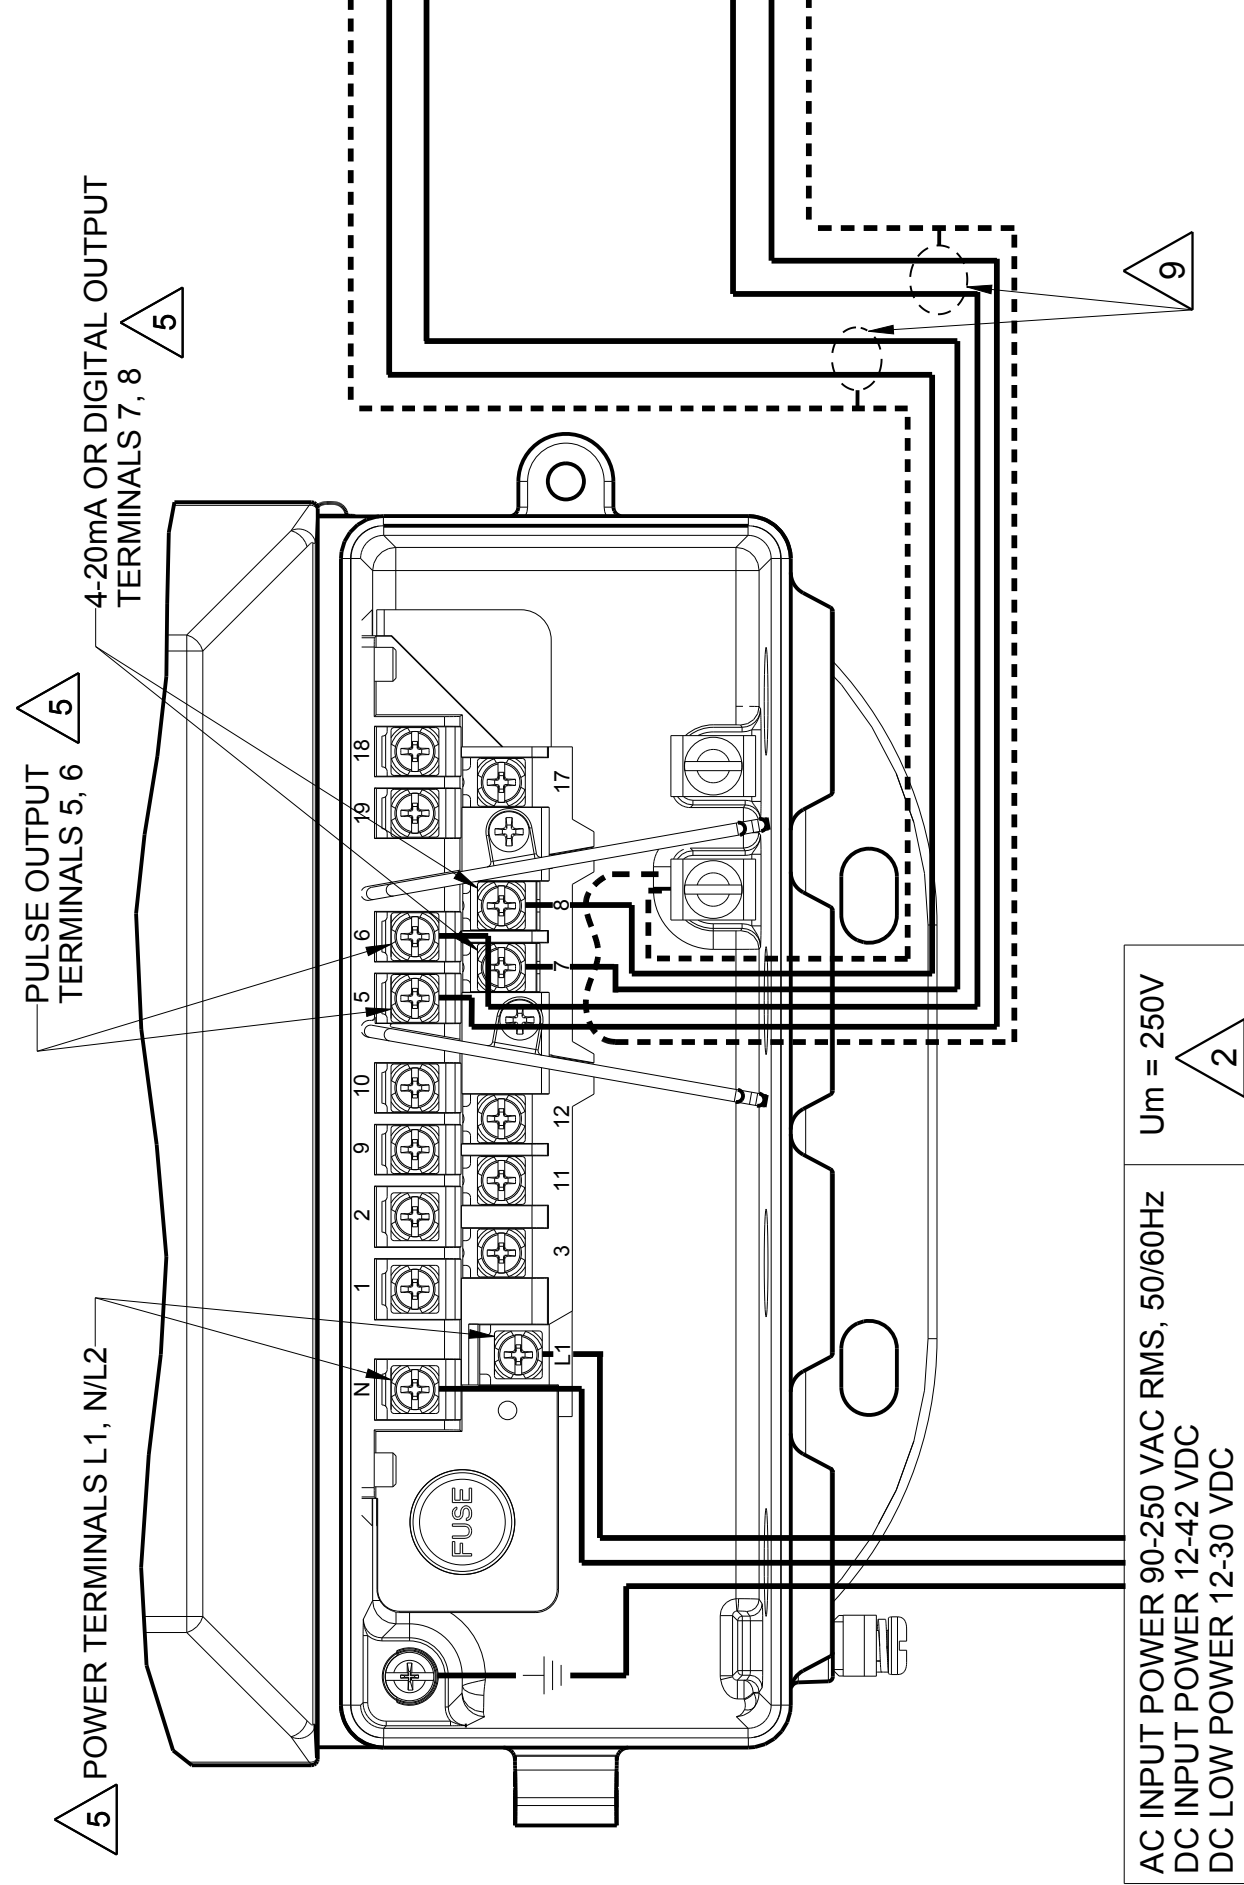 5
POWER TERMINALS L1, N/L2
PULSE OUTPUT
TERMINALS 5, 6
5
4-20mA OR DIGITAL OUTPUT
TERMINALS 7, 8
5
N
1
2
9
10
5
6
19
18
L1
3
11
12
7
8
17
FUSE
9
AC INPUT POWER 90-250 VAC RMS, 50/60Hz
DC INPUT POWER 12-42 VDC
DC LOW POWER 12-30 VDC
Um = 250V
2